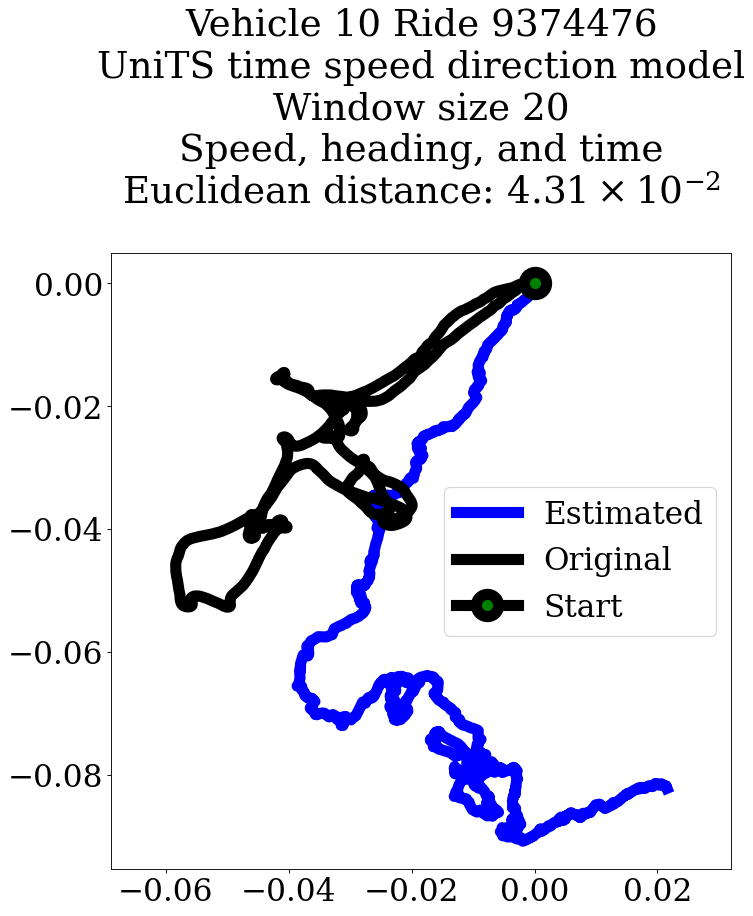 Vehicle 10 Ride 9374476
UniTS time speed direction model
Window size 20
Speed, heading, and time
Euclidean distance: 4.31 × 10⁻²
0.00
−0.02
−0.04
−0.06
−0.08
Estimated
Original
Start
−0.06 −0.04 −0.02 0.00 0.02